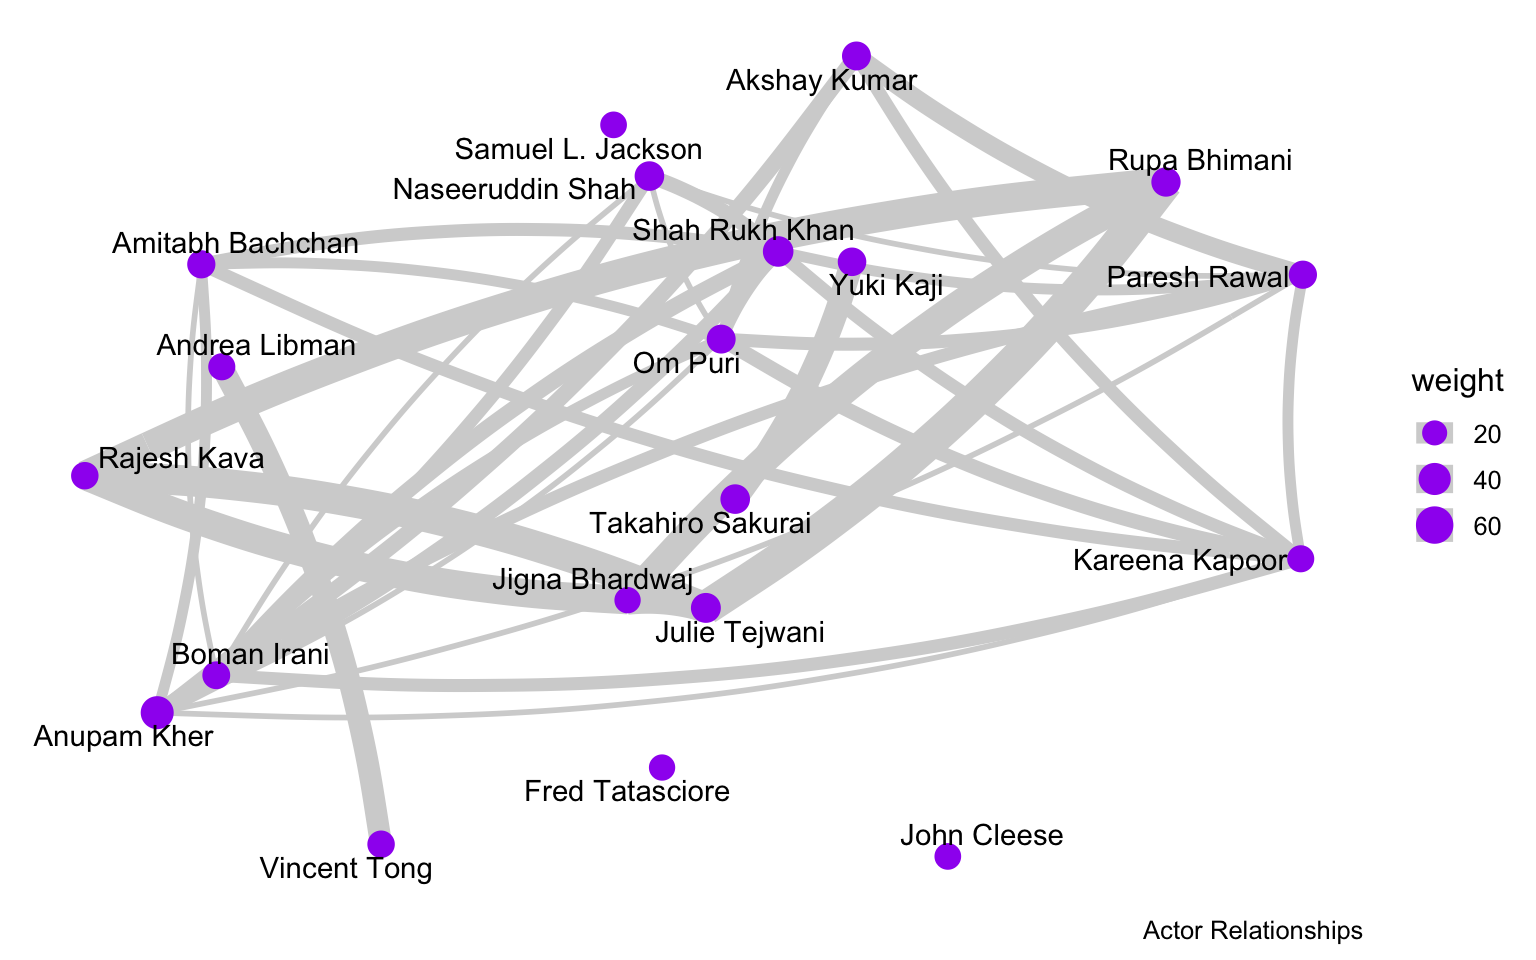 Akshay Kumar
Samuel L. Jackson
Rupa Bhimani
Naseeruddin Shah
Shah Rukh Khan
Amitabh Bachchan
Paresh Rawal
Yuki Kaji
Andrea Libman
Om Puri
weight
20
40
60
Rajesh Kava
Takahiro Sakurai
Kareena Kapoor
Jigna Bhardwaj
Julie Tejwani
Boman Irani
Anupam Kher
Fred Tatasciore
John Cleese
Vincent Tong
Actor Relationships